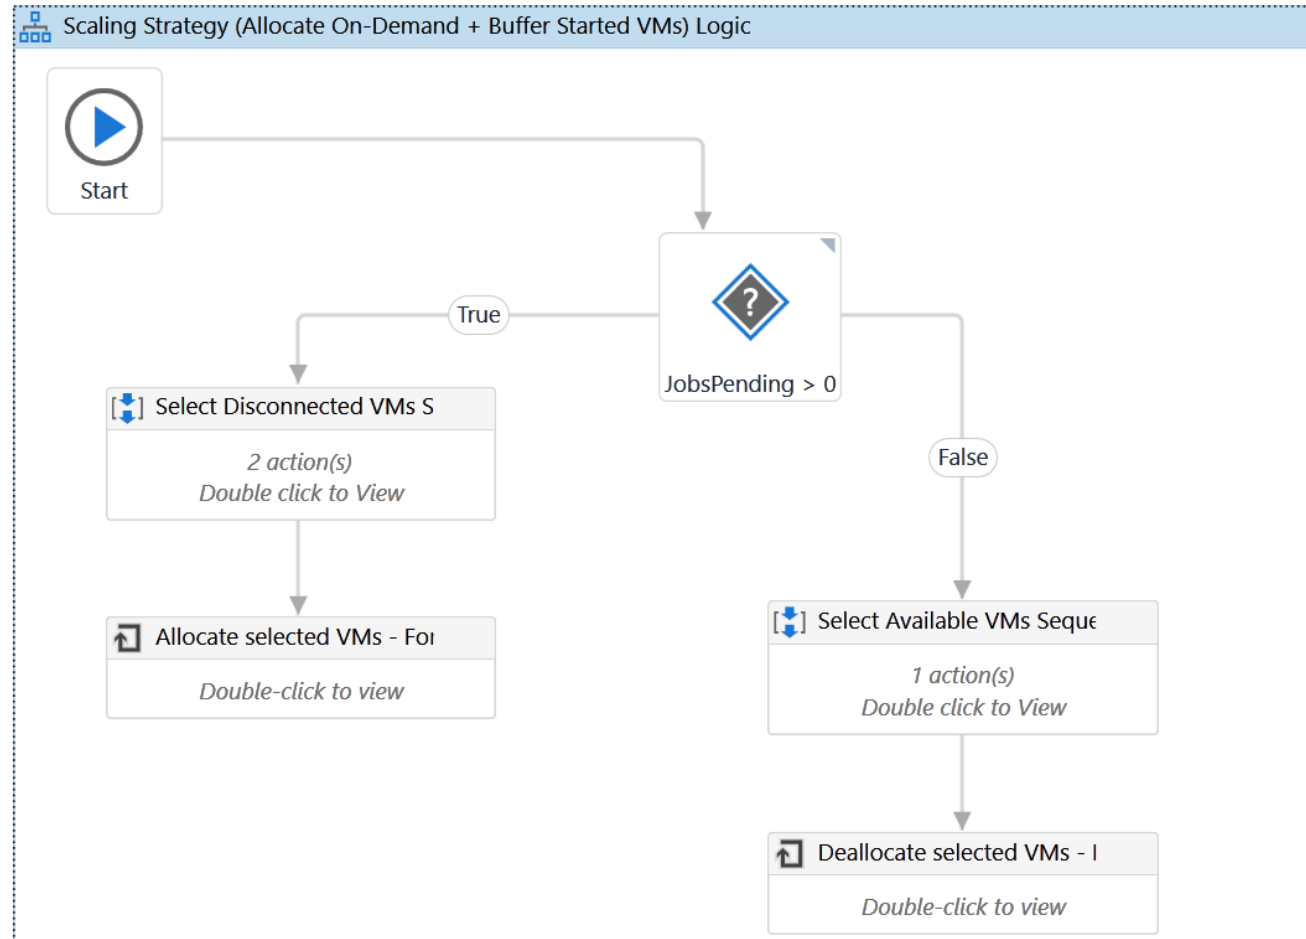 Scaling Strategy (Allocate On-Demand + Buffer Started VMs) Logic
Start
?
JobsPending > 0
True
False
Select Disconnected VMs S
2 action(s)
Double click to View
Allocate selected VMs - For
Double-click to view
Select Available VMs Seque
1 action(s)
Double click to View
Deallocate selected VMs -
Double-click to view